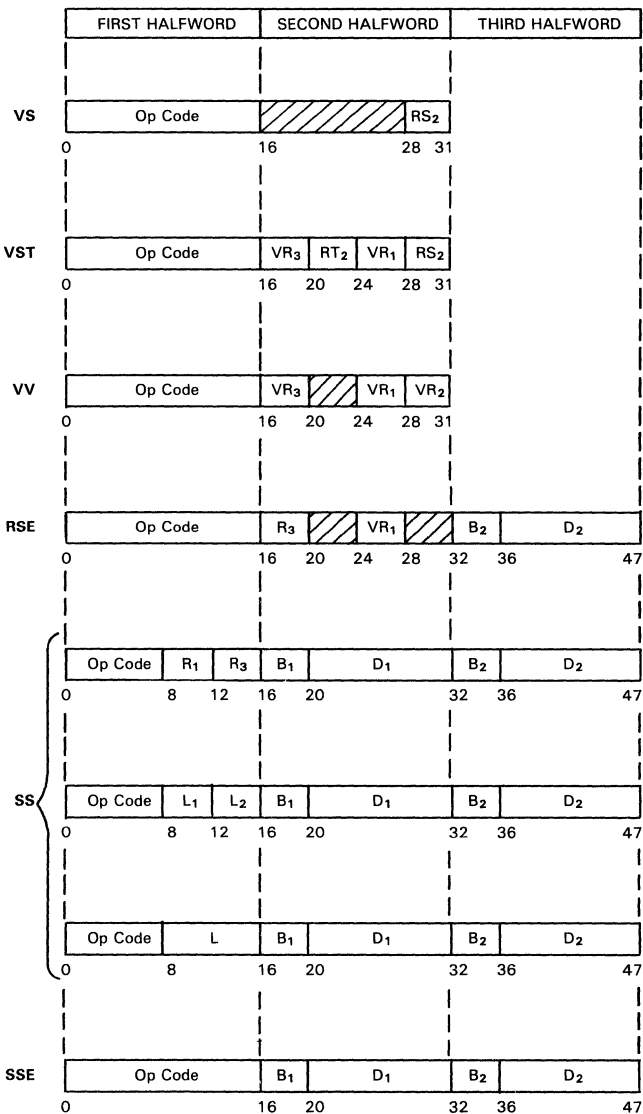 FIRST HALFWORD SECOND HALFWORD THIRD HALFWORD
VS Op Code RS2
0 16 28 31
VST Op Code VR3 RT2 VR1 RS2
0 16 20 24 28 31
VV Op Code VR3 VR1 VR2
0 16 20 24 28 31
RSE Op Code R3 VR1 B2 D2
0 16 20 24 28 32 36 47
Op Code R1 R3 B1 D1 B2 D2
0 8 12 16 20 32 36 47
SS Op Code L1 L2 B1 D1 B2 D2
0 8 12 16 20 32 36 47
Op Code L B1 D1 B2 D2
0 8 16 20 32 36 47
SSE Op Code B1 D1 B2 D2
0 16 20 32 36 47